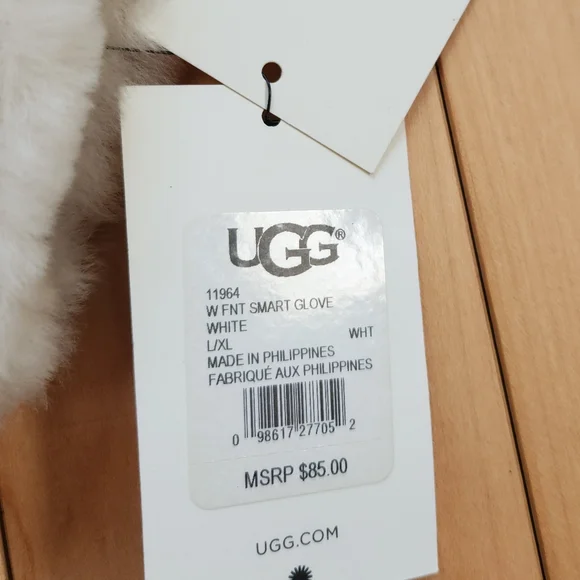 UGG®
11964
W FNT SMART GLOVE
WHITE
L/XL WHT
MADE IN PHILIPPINES
FABRIQUÉ AUX PHILIPPINES
0 98617 27705 2
MSRP $85.00
UGG.COM